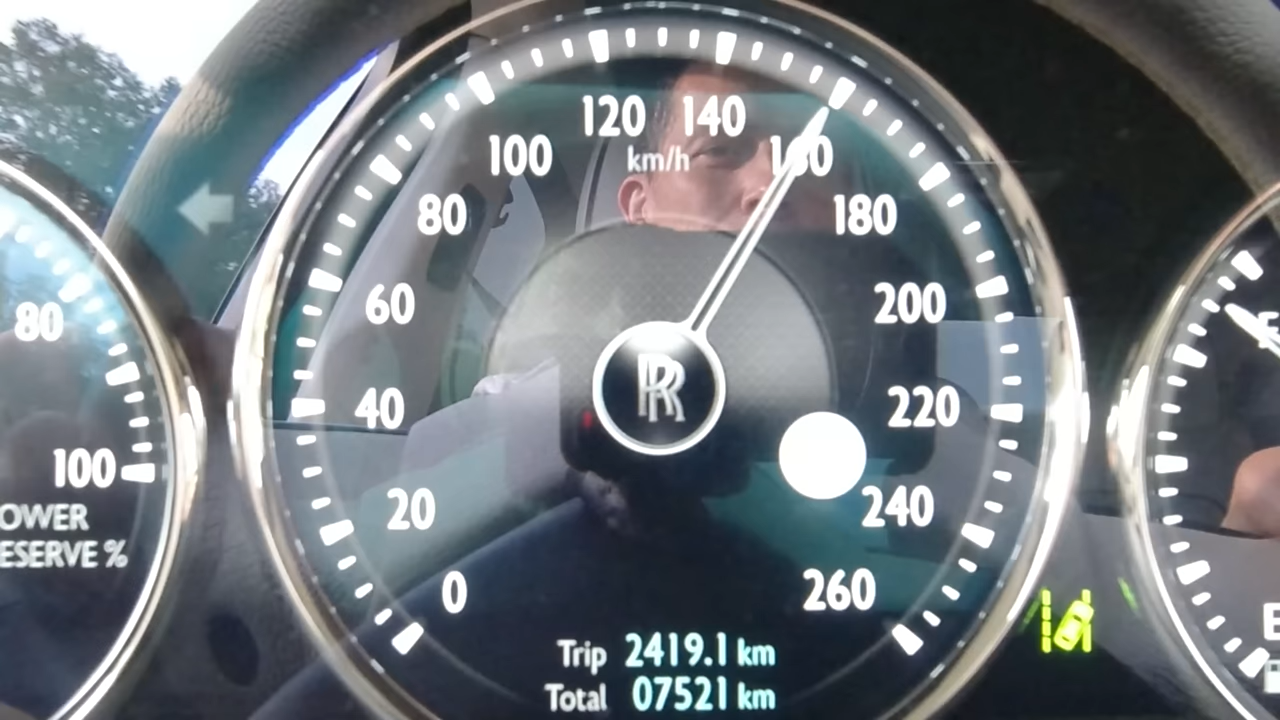 120 140
100 km/h 160
80 180
80 60 200
40 220
100
20 240
OWER
ESERVE %
0 260
RR
Trip 2419.1 km
Total 07521 km
F
E